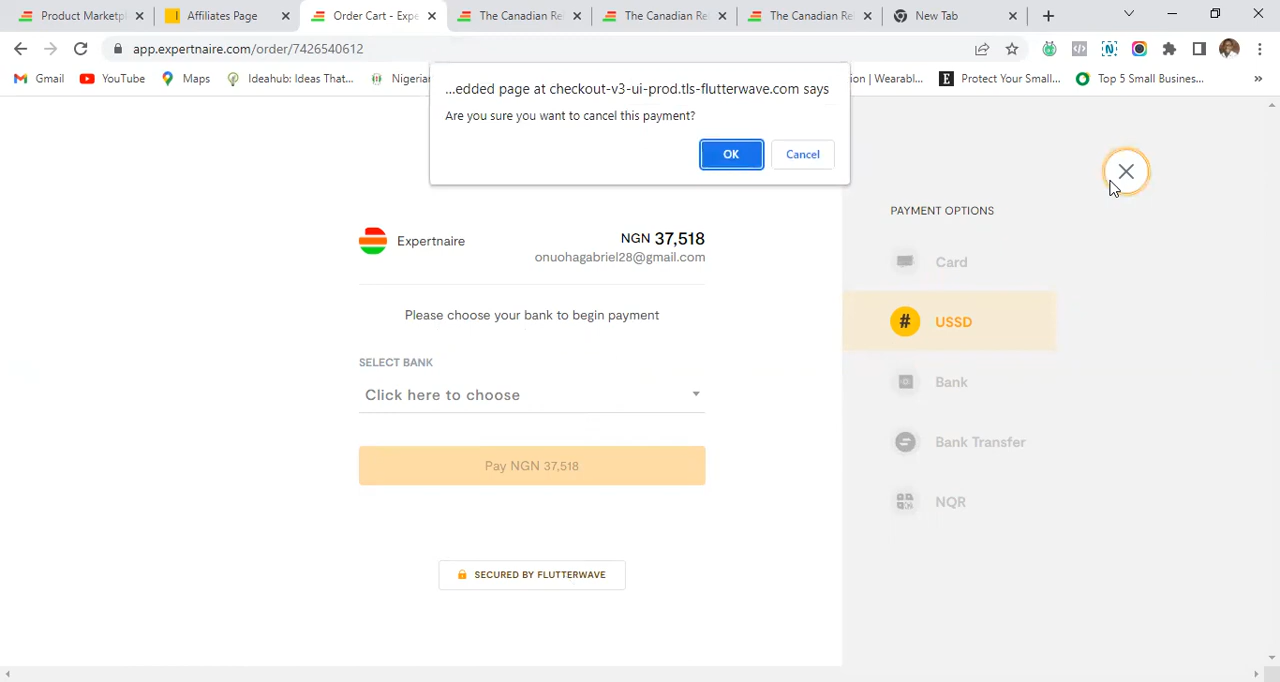 Product Marketp
Affiliates Page
Order Cart - Expe
The Canadian Re
The Canadian Re
The Canadian Re
New Tab
app.expertnaire.com/order/7426540612
Gmail
YouTube
Maps
Ideahub: Ideas That...
Nigerian
ion | Wearabl...
Protect Your Small...
Top 5 Small Busines...
»
...edded page at checkout-v3-ui-prod.tls-flutterwave.com says
Are you sure you want to cancel this payment?
OK
Cancel
Expertnaire
NGN 37,518
onuohagabriel28@gmail.com
Please choose your bank to begin payment
SELECT BANK
Click here to choose
Pay NGN 37,518
SECURED BY FLUTTERWAVE
PAYMENT OPTIONS
Card
# USSD
Bank
Bank Transfer
NQR